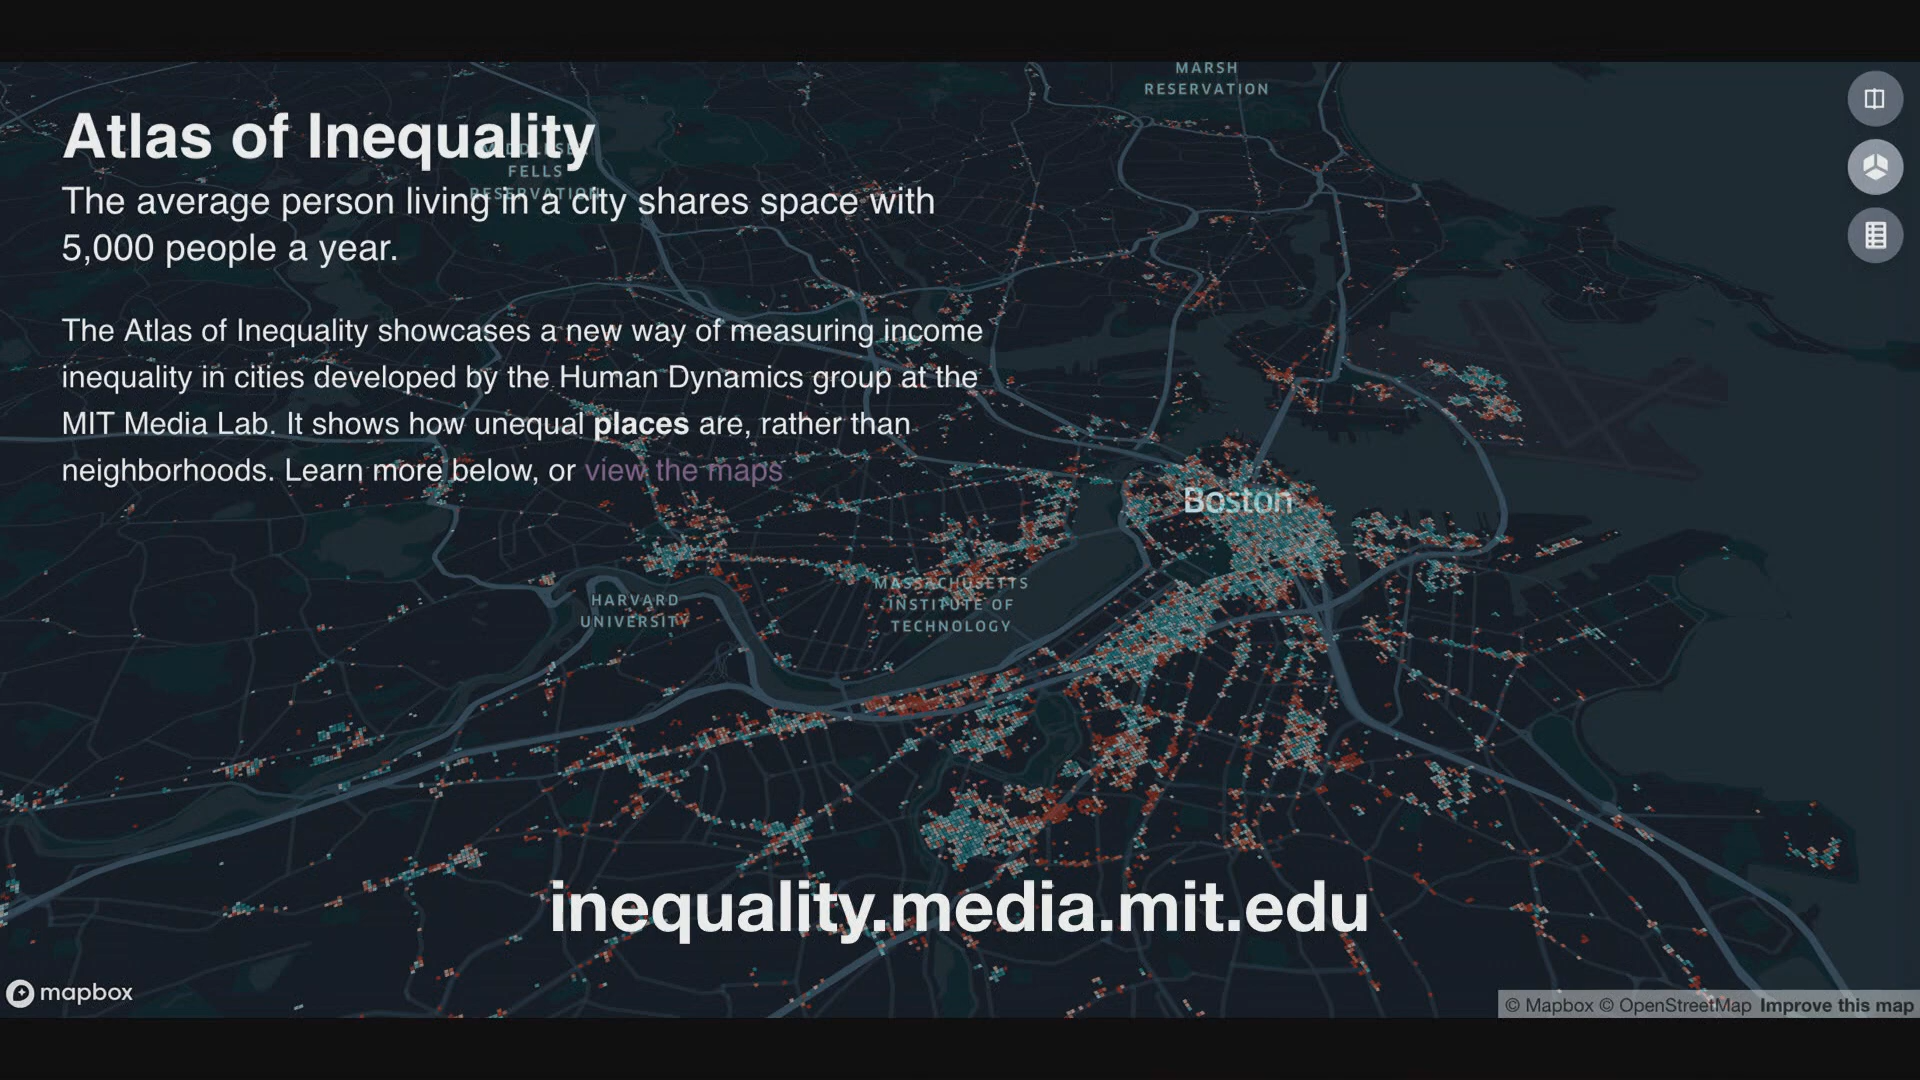 MARSH
RESERVATION
Atlas of Inequality
MIDDLESEX
FELLS
RESERVATION
The average person living in a city shares space with
5,000 people a year.
The Atlas of Inequality showcases a new way of measuring income
inequality in cities developed by the Human Dynamics group at the
MIT Media Lab. It shows how unequal places are, rather than
neighborhoods. Learn more below, or view the maps
Boston
HARVARD
UNIVERSITY
MASSACHUSETTS
INSTITUTE OF
TECHNOLOGY
inequality.media.mit.edu
mapbox
© Mapbox © OpenStreetMap Improve this map